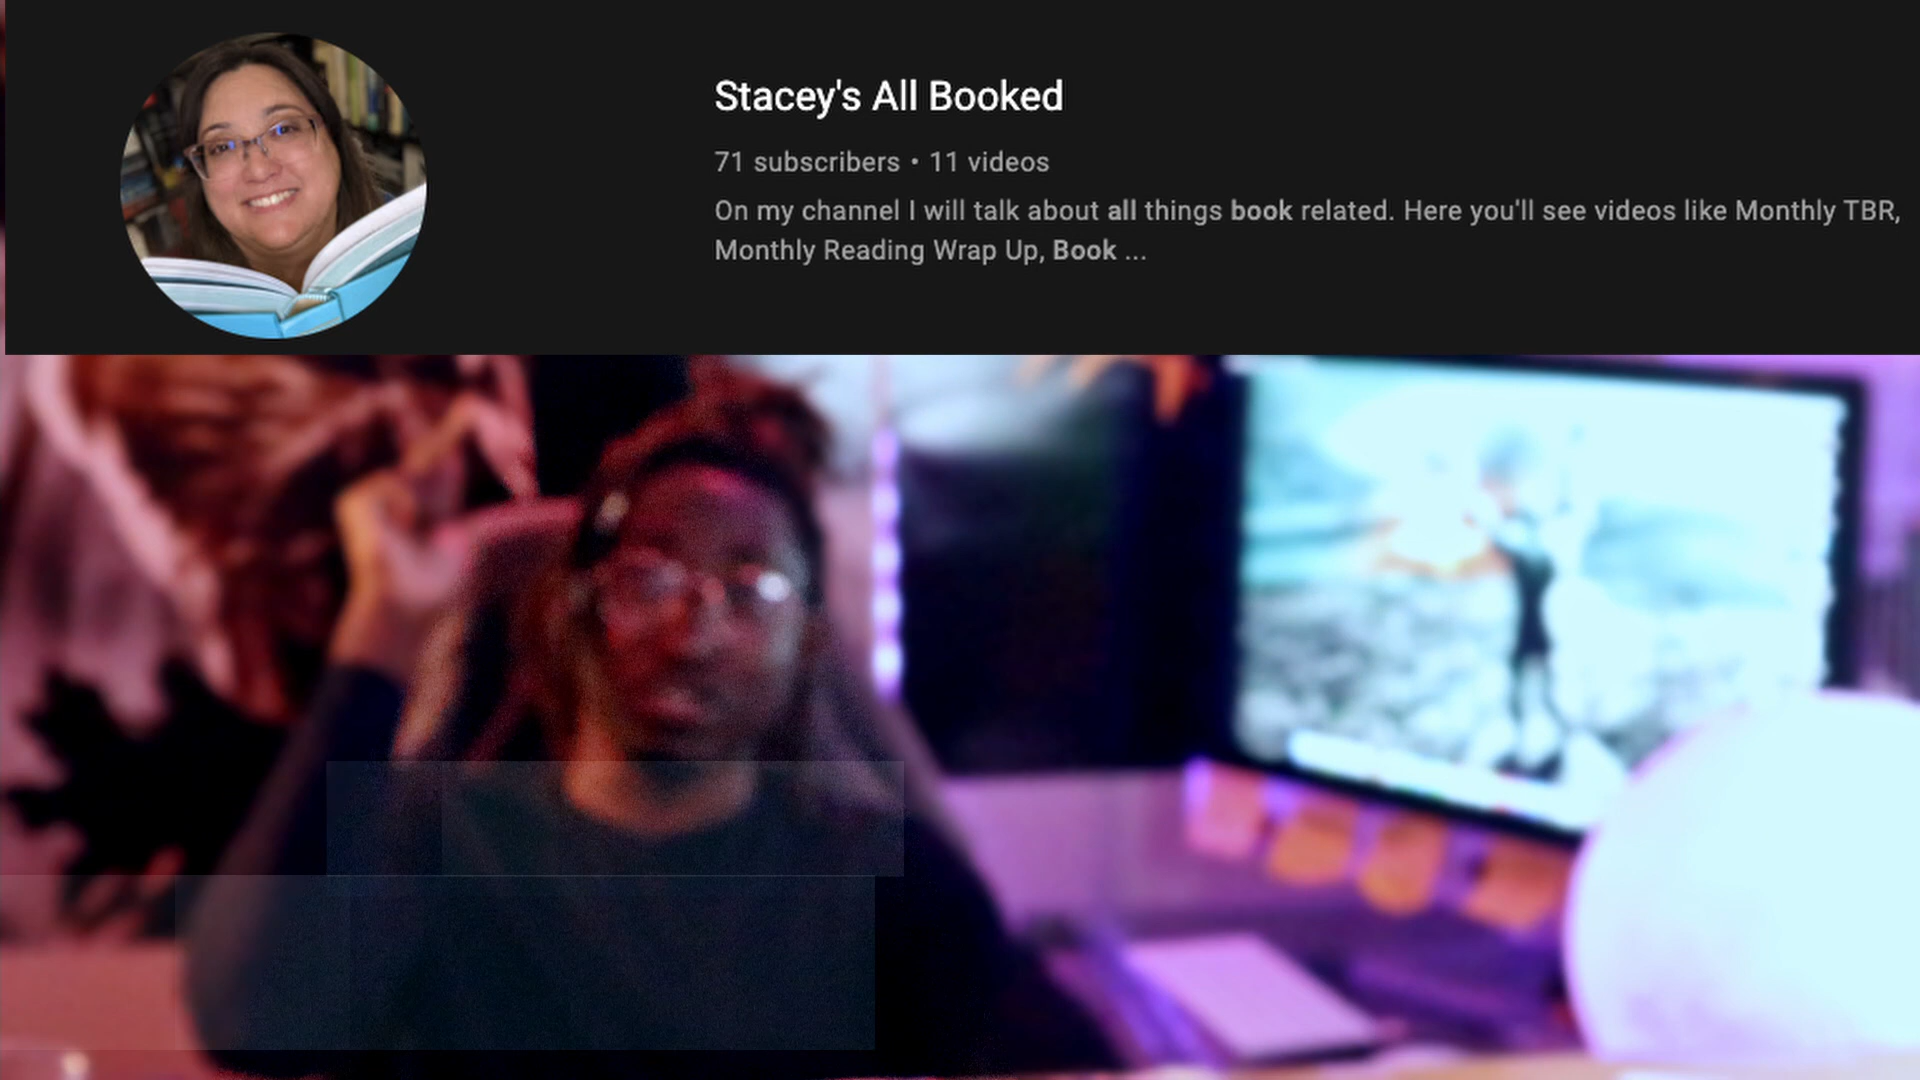 Stacey's All Booked
71 subscribers • 11 videos
On my channel I will talk about all things book related. Here you'll see videos like Monthly TBR,
Monthly Reading Wrap Up, Book ...